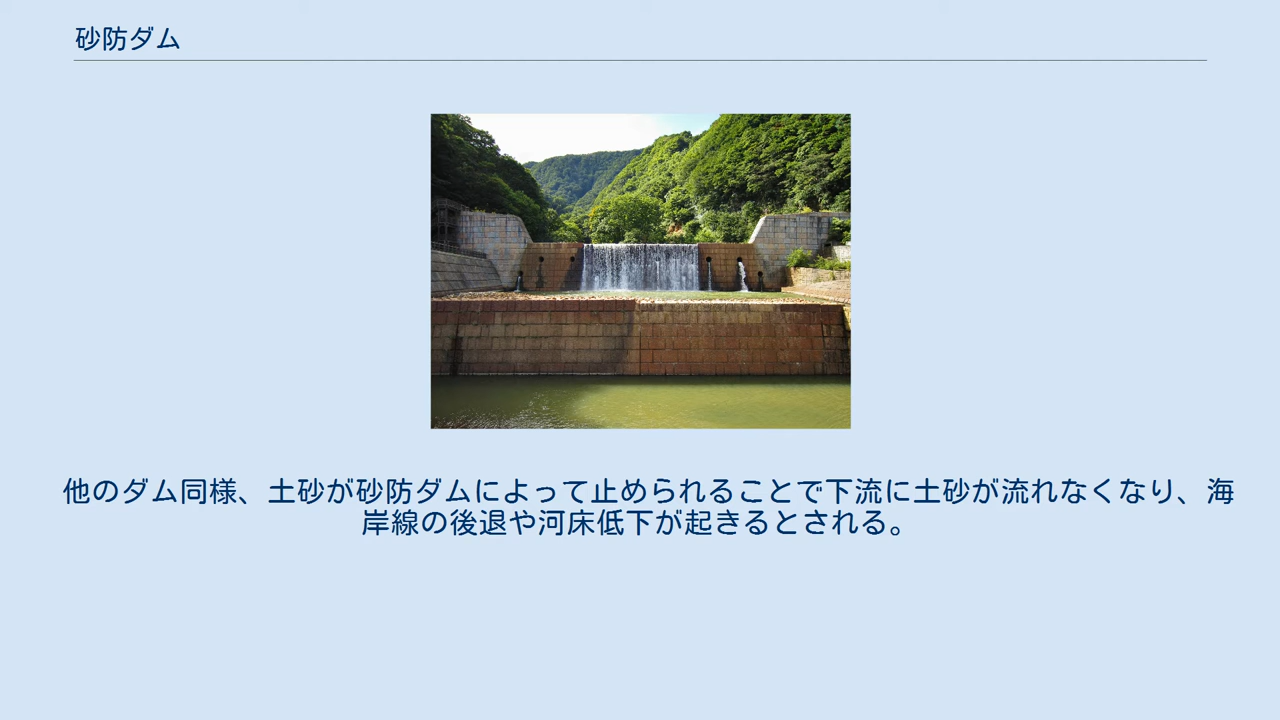 砂防ダム
他のダム同様、土砂が砂防ダムによって止められることで下流に土砂が流れなくなり、海
岸線の後退や河床低下が起きるとされる。